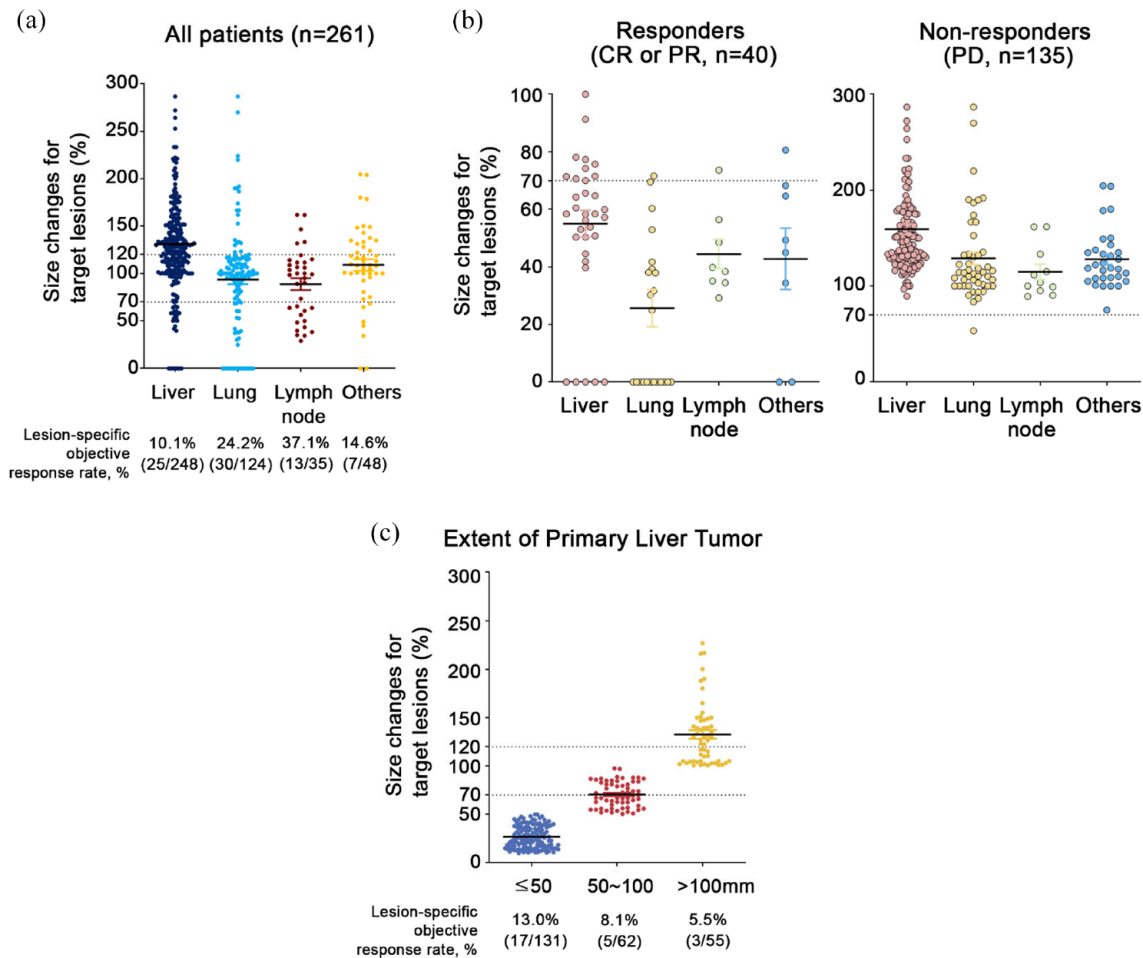 (a)
All patients (n=261)
Size changes for
target lesions (%)
300
250
200
150
120
100
70
50
0
Liver Lung Lymph node Others
Lesion-specific
objective
response rate, %
10.1% 24.2% 37.1% 14.6%
(25/248) (30/124) (13/35) (7/48)
(b)
Responders
(CR or PR, n=40)
Size changes for
target lesions (%)
100
80
70
60
40
20
0
Liver Lung Lymph node Others
Non-responders
(PD, n=135)
300
200
100
70
0
Liver Lung Lymph node Others
(c)
Extent of Primary Liver Tumor
Size changes for
target lesions (%)
300
250
200
150
120
100
70
50
0
≤50 50~100 >100mm
Lesion-specific
objective
response rate, %
13.0% 8.1% 5.5%
(17/131) (5/62) (3/55)